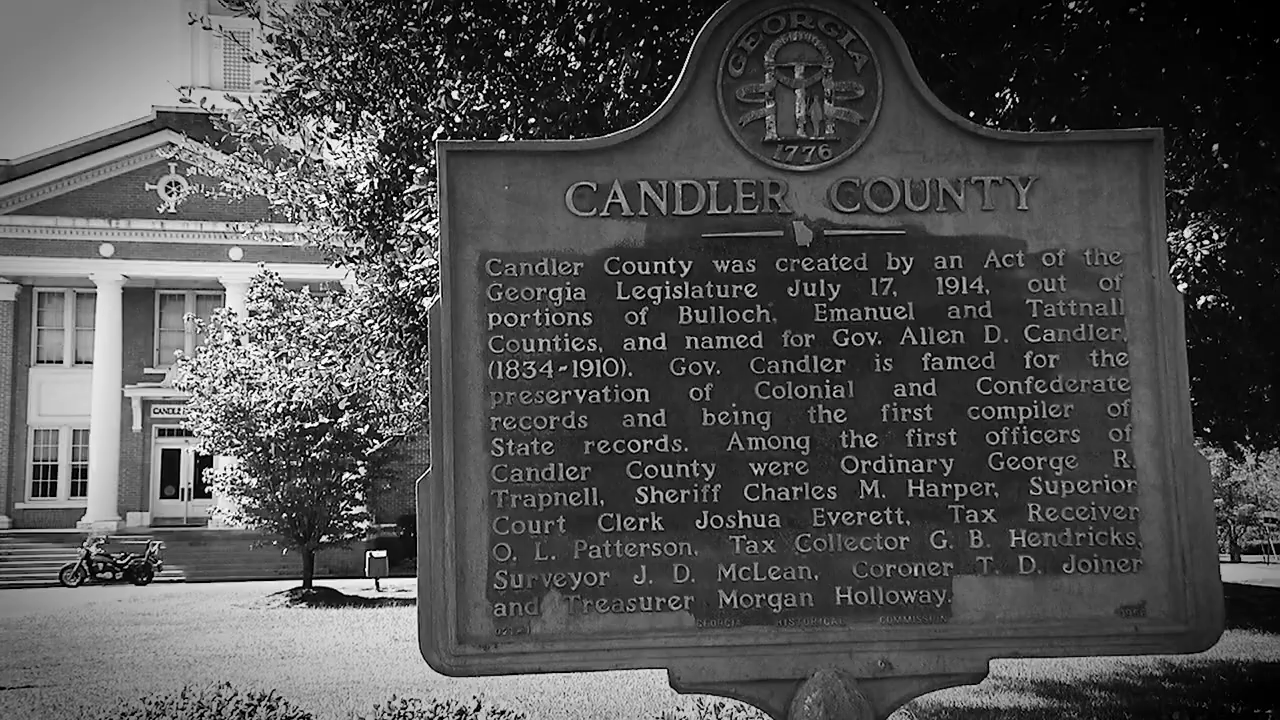 GEORGIA
1776
CANDLER COUNTY
Candler County was created by an Act of the
Georgia Legislature July 17, 1914, out of
portions of Bulloch, Emanuel and Tattnall
Counties, and named for Gov. Allen D. Candler,
(1834-1910). Gov. Candler is famed for the
preservation of Colonial and Confederate
records and being the first compiler of
State records. Among the first officers of
Candler County were Ordinary George R.
Trapnell, Sheriff Charles M. Harper, Superior
Court Clerk Joshua Everett, Tax Receiver
O. L. Patterson, Tax Collector G. B. Hendricks,
Surveyor J. D. McLean, Coroner T. D. Joiner
and Treasurer Morgan Holloway.
GEORGIA HISTORICAL COMMISSION